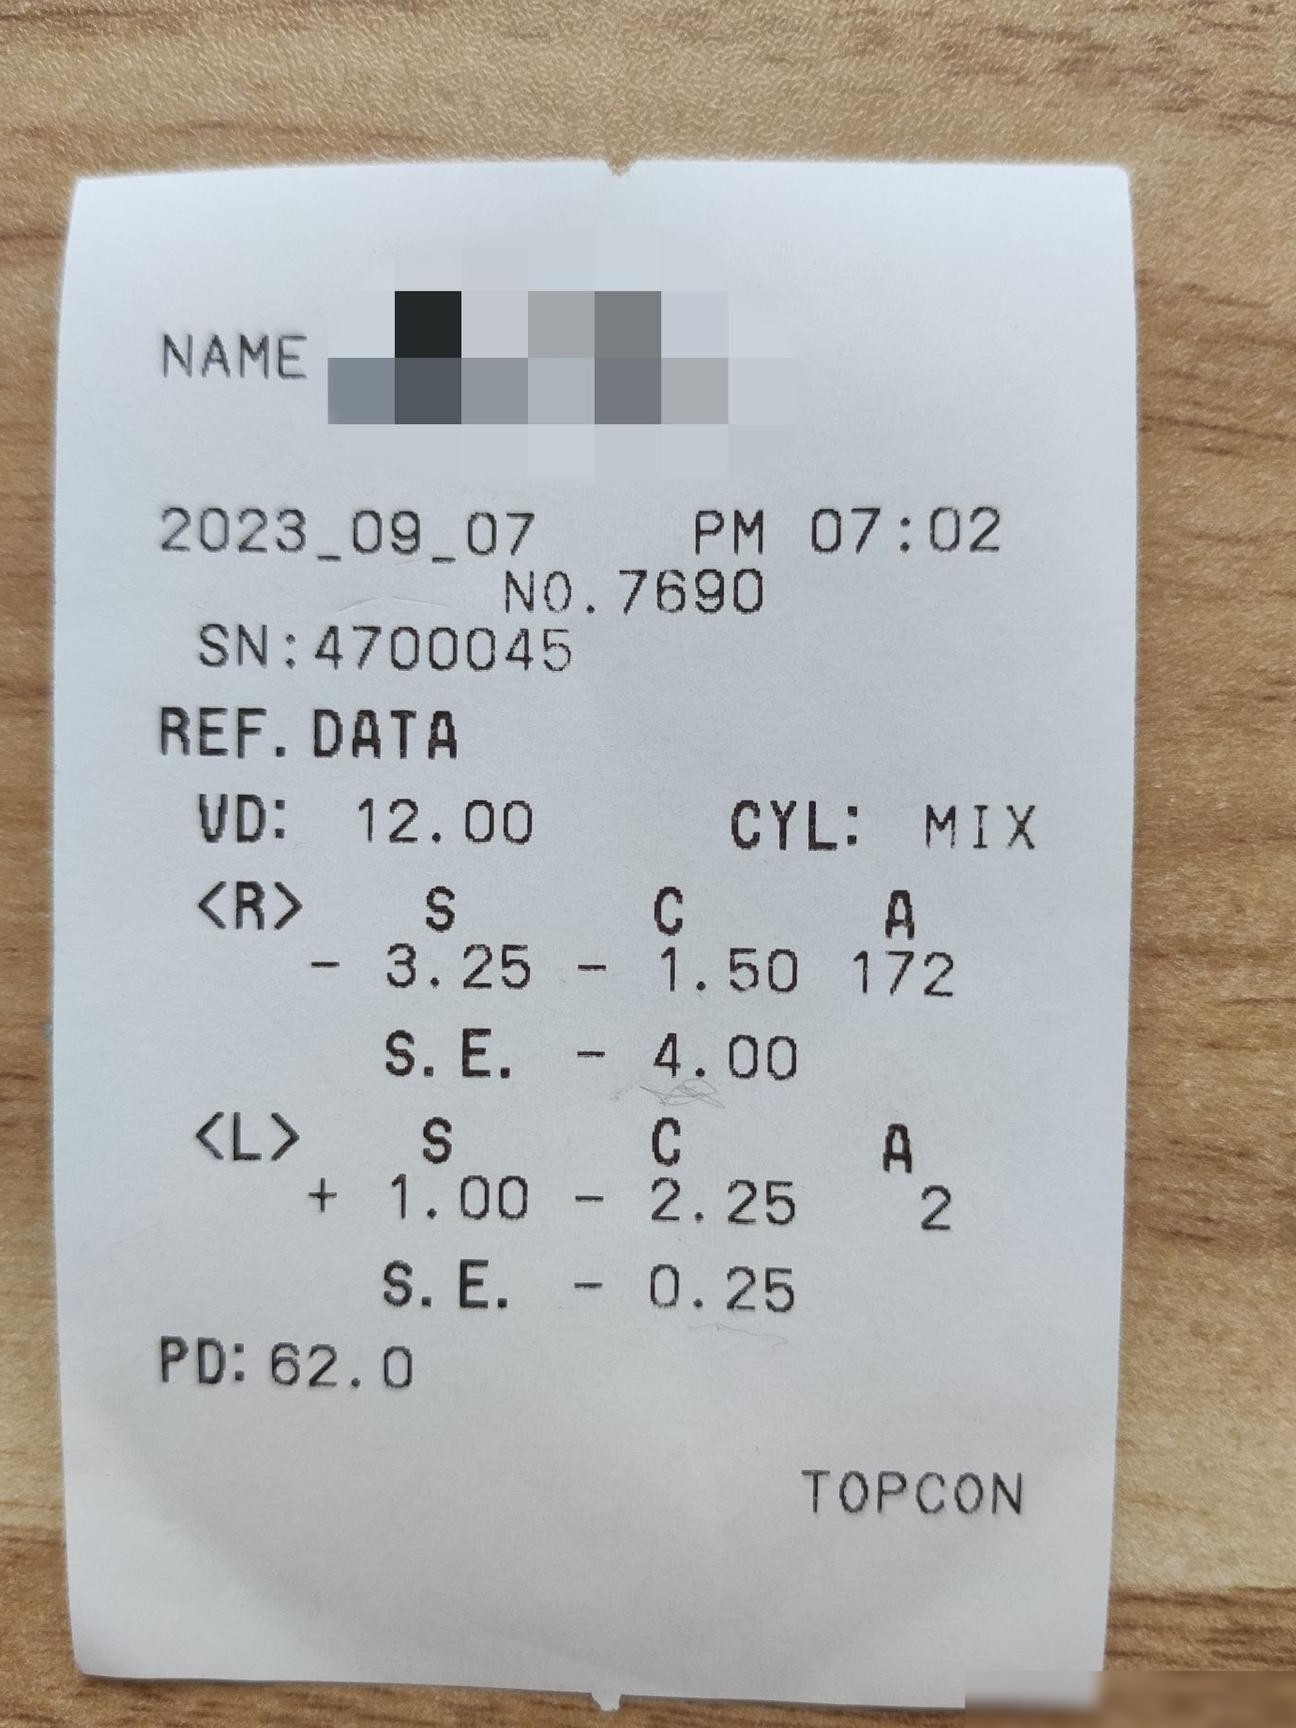 NAME
2023_09_07 PM 07:02
NO.7690
SN:4700045
REF.DATA
VD: 12.00 CYL: MIX
<R> S C A
- 3.25 - 1.50 172
S.E. - 4.00
<L> S C A
+ 1.00 - 2.25 2
S.E. - 0.25
PD:62.0
TOPCON